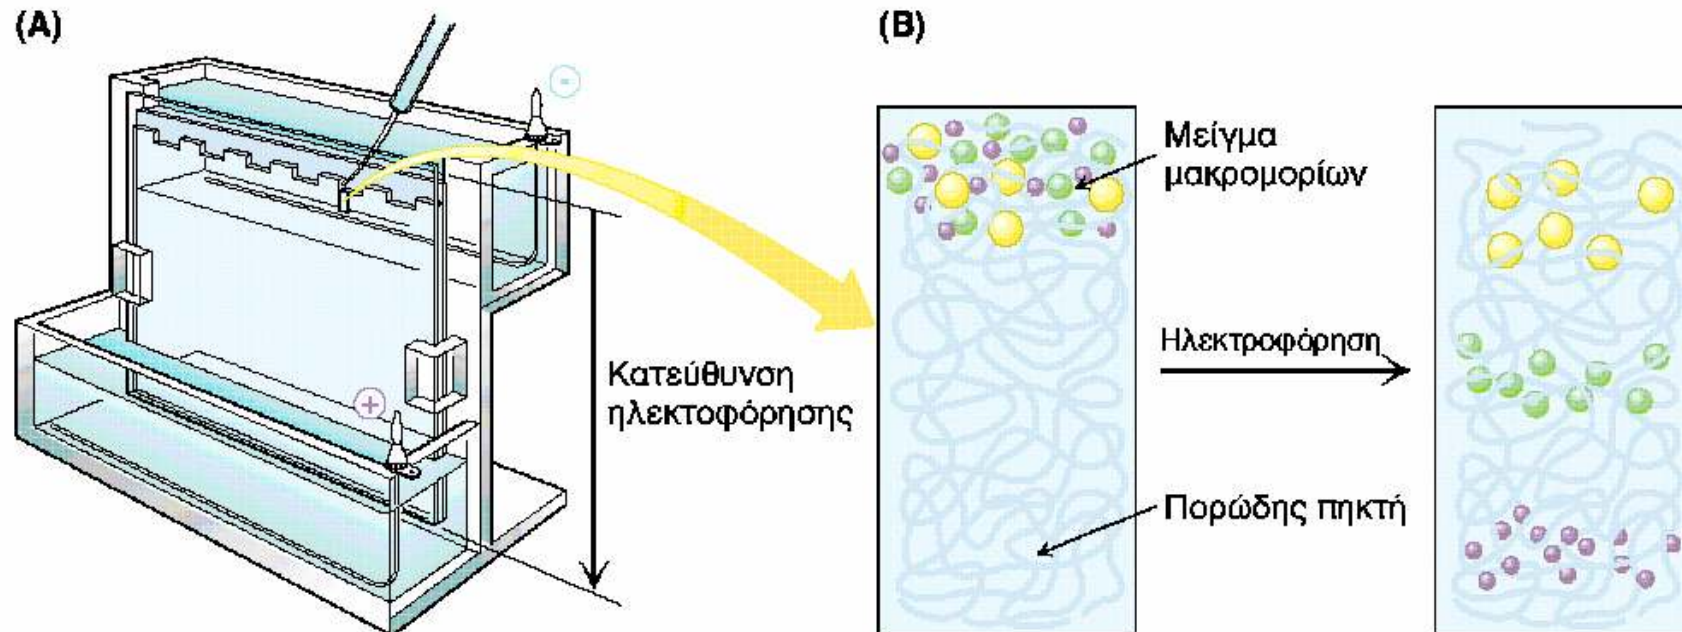 (A)
-
+
Κατεύθυνση
ηλεκτοφόρησης
(B)
Μείγμα
μακρομορίων
Ηλεκτροφόρηση
Πορώδης πηκτή